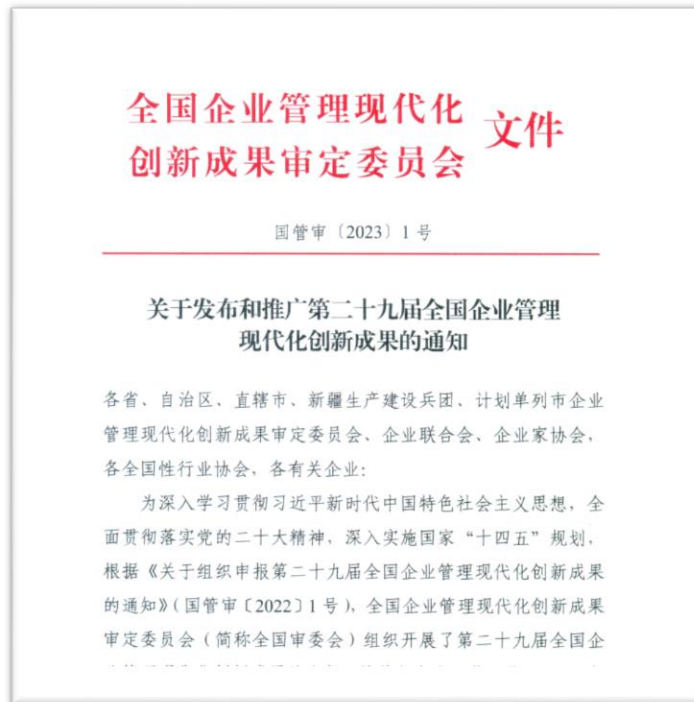 全国企业管理现代化
创新成果审定委员会 文件
国管审〔2023〕1号
关于发布和推广第二十九届全国企业管理
现代化创新成果的通知
各省、自治区、直辖市、新疆生产建设兵团、计划单列市企业
管理现代化创新成果审定委员会、企业联合会、企业家协会，
各全国性行业协会，各有关企业：
为深入学习贯彻习近平新时代中国特色社会主义思想，全
面贯彻落实党的二十大精神，深入实施国家“十四五”规划，
根据《关于组织申报第二十九届全国企业管理现代化创新成果
的通知》（国管审〔2022〕1号），全国企业管理现代化创新成果
审定委员会（简称全国审委会）组织开展了第二十九届全国企